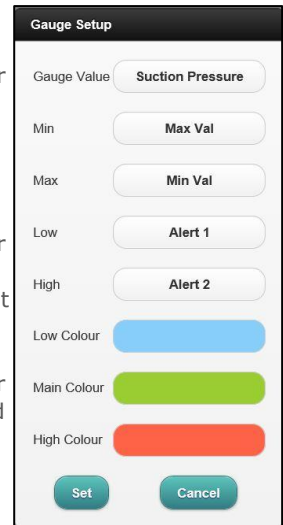 Gauge Setup
Gauge Value Suction Pressure
Min Max Val
Max Min Val
Low Alert 1
High Alert 2
Low Colour
Main Colour
High Colour
Set Cancel